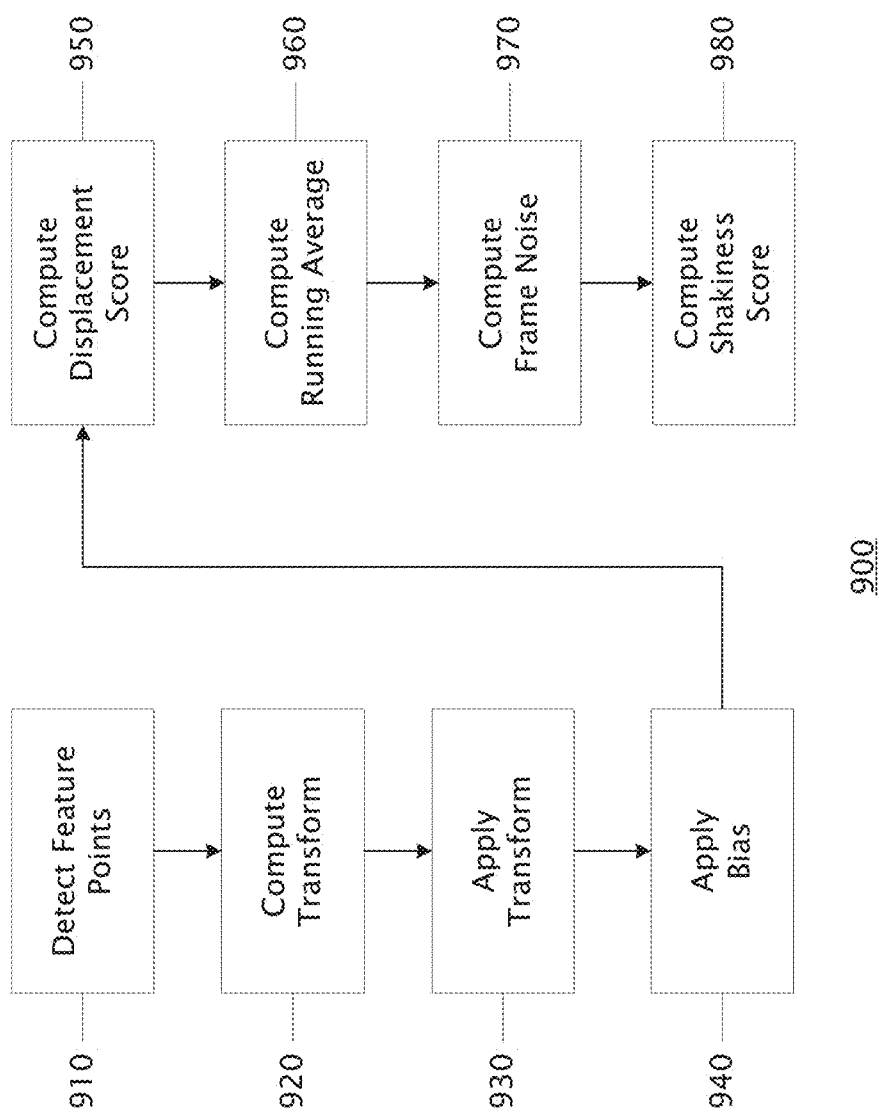 910
Detect Feature
Points
920
Compute
Transform
930
Apply
Transform
940
Apply
Bias
Compute
Displacement
Score
950
Compute
Running Average
960
Compute
Frame Noise
970
Compute
Shakiness
Score
980
900